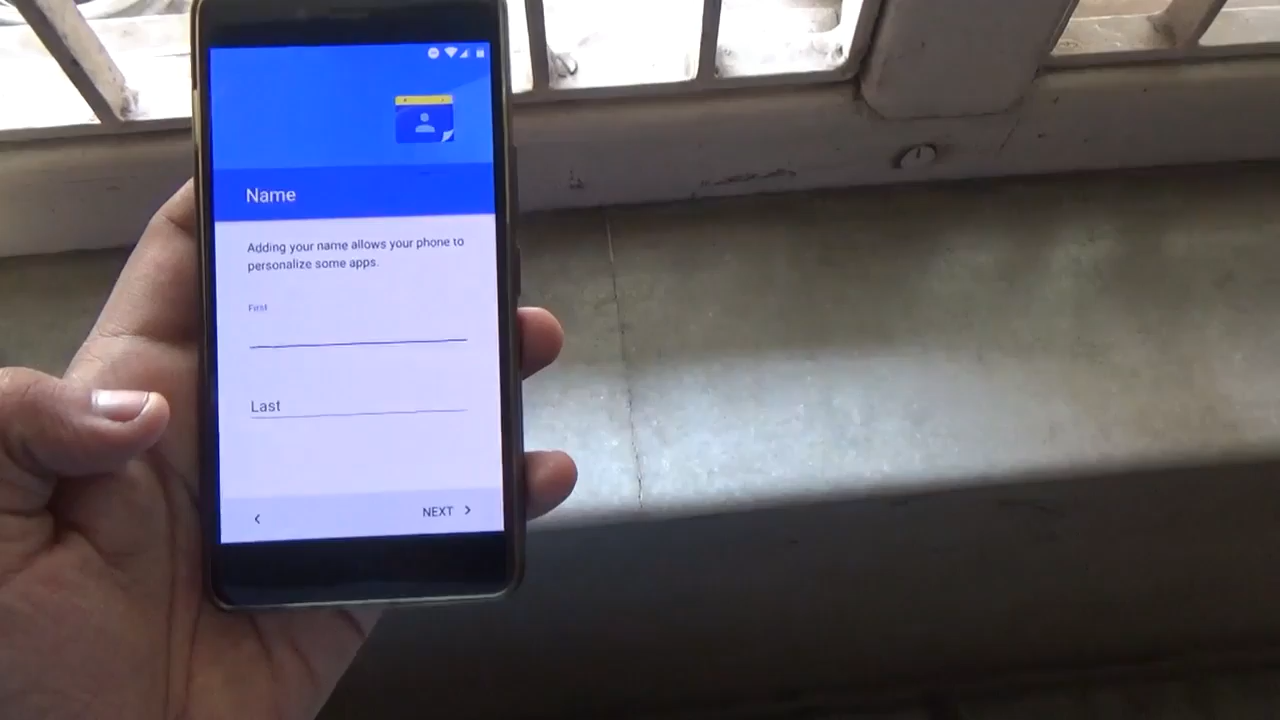 Name
Adding your name allows your phone to
personalize some apps.
First
Last
NEXT